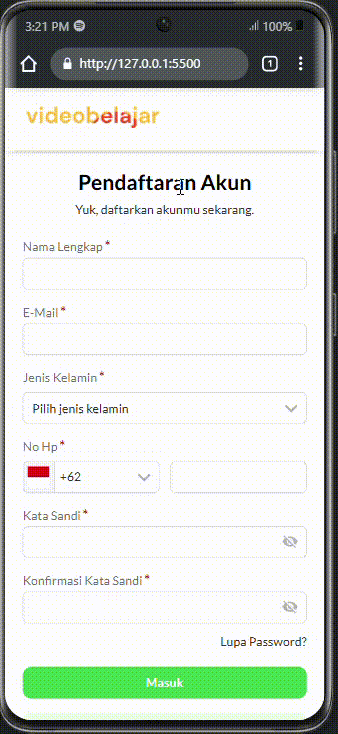 3:21 PM 100%
http://127.0.0.1:5500 1
videobelajar
Pendaftaran Akun
Yuk, daftarkan akunmu sekarang.
Nama Lengkap *
E-Mail *
Jenis Kelamin *
Pilih jenis kelamin
No Hp *
+62
Kata Sandi *
Konfirmasi Kata Sandi *
Lupa Password?
Masuk